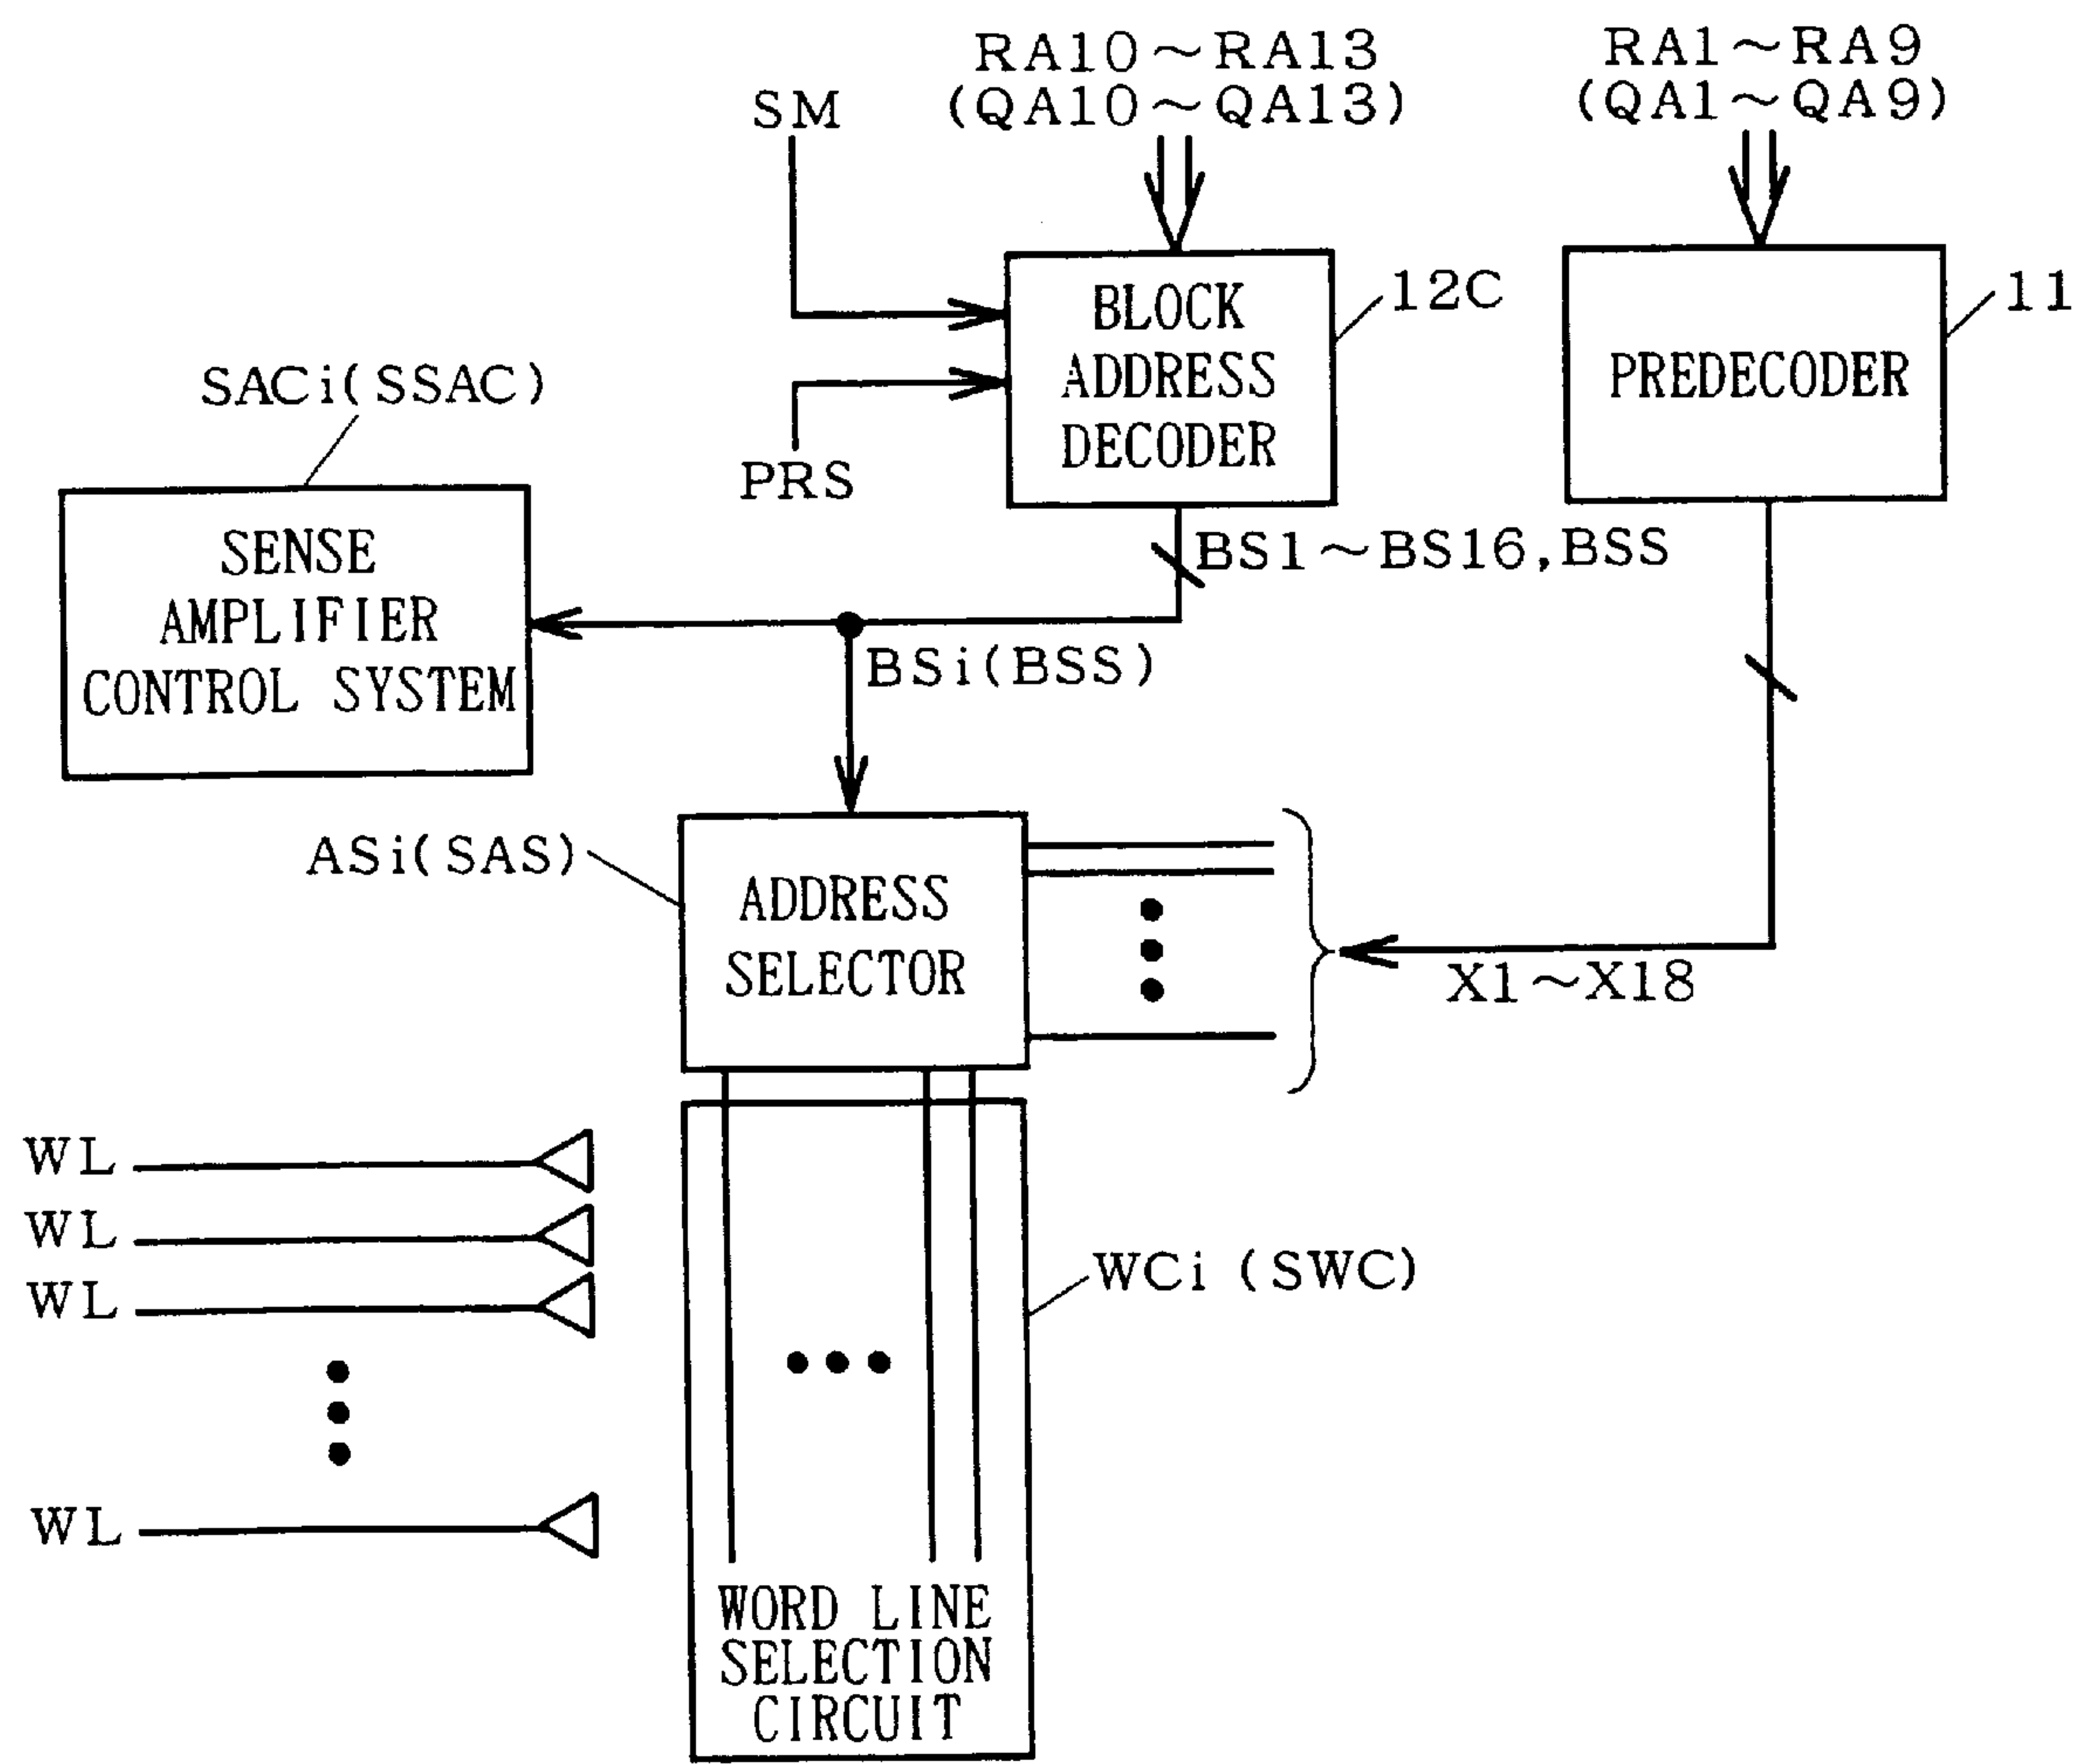 RA10~RA13
(QA10~QA13)
RA1~RA9
(QA1~QA9)
SM
BLOCK
ADDRESS
DECODER
12C
PREDECODER
11
PRS
SACi(SSAC)
SENSE
AMPLIFIER
CONTROL SYSTEM
BS1~BS16,BSS
BSi(BSS)
ASi(SAS)
ADDRESS
SELECTOR
X1~X18
WL
WL
WL
WL
WCi (SWC)
WORD LINE
SELECTION
CIRCUIT